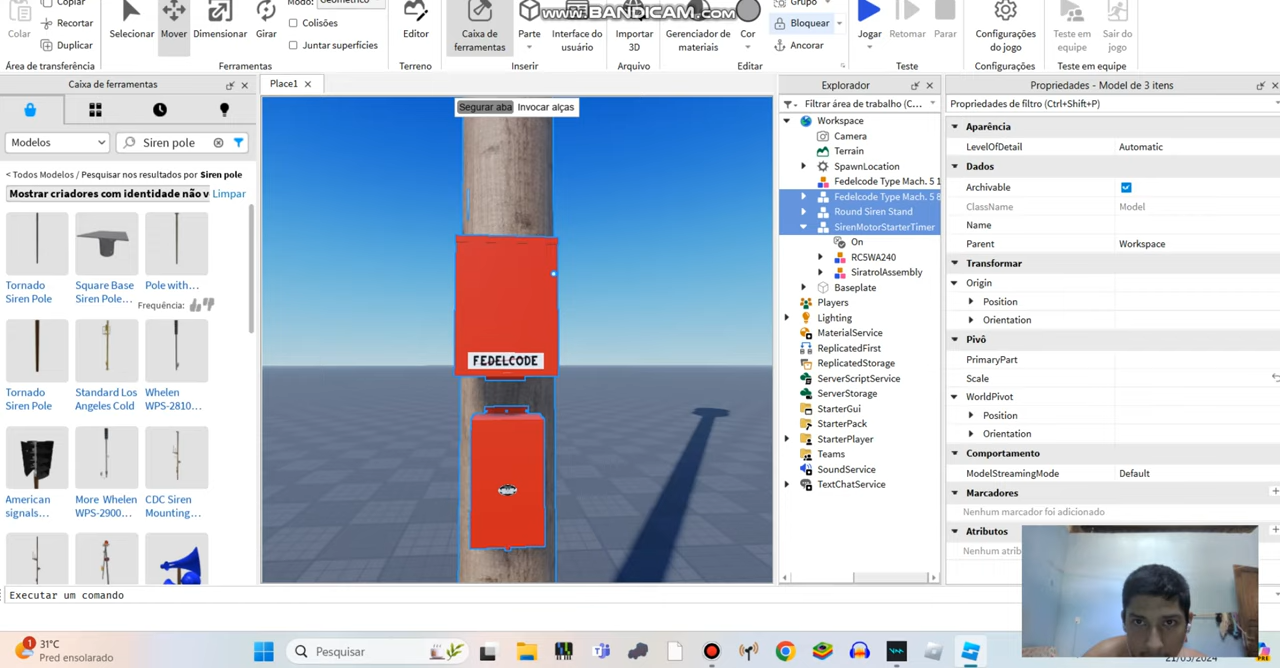 Copiar
Colar
Recortar
Duplicar
Área de transferência
Selecionar
Mover
Dimensionar
Girar
Modo: Geométrico
Colisões
Juntar superfícies
Ferramentas
Editor
Terreno
Caixa de ferramentas
Parte
Interface do usuário
Inserir
Importar 3D
Arquivo
Gerenciador de materiais
Cor
Grupo
Bloquear
Ancorar
Editar
Jogar
Retomar
Parar
Teste
Configurações do jogo
Configurações
Teste em equipe
Sair do jogo
Teste em equipe
www.BANDICAM.com
Caixa de ferramentas
Place1
Modelos
Siren pole
< Todos Modelos / Pesquisar nos resultados por Siren pole
Mostrar criadores com identidade não v
Limpar
Tornado Siren Pole
Square Base Siren Pole...
Pole with...
Frequência:
Tornado Siren Pole
Standard Los Angeles Cold
Whelen WPS-2810...
American signals...
More Whelen WPS-2900...
CDC Siren Mounting...
Segurar aba
Invocar alças
FEDELCODE
Explorador
Filtrar área de trabalho (C...
Workspace
Camera
Terrain
SpawnLocation
Fedelcode Type Mach. 5 1
Fedelcode Type Mach. 5 8
Round Siren Stand
SirenMotorStarterTimer
On
RC5WA240
SiratrolAssembly
Baseplate
Players
Lighting
MaterialService
ReplicatedFirst
ReplicatedStorage
ServerScriptService
ServerStorage
StarterGui
StarterPack
StarterPlayer
Teams
SoundService
TextChatService
Propriedades - Model de 3 itens
Propriedades de filtro (Ctrl+Shift+P)
Aparência
LevelOfDetail Automatic
Dados
Archivable
ClassName Model
Name
Parent Workspace
Transformar
Origin
Position
Orientation
Pivô
PrimaryPart
Scale
WorldPivot
Position
Orientation
Comportamento
ModelStreamingMode Default
Marcadores
Nenhum marcador foi adicionado
Atributos
Nenhum atrib
Executar um comando
31°C
Pred ensolarado
Pesquisar
21/03/2024